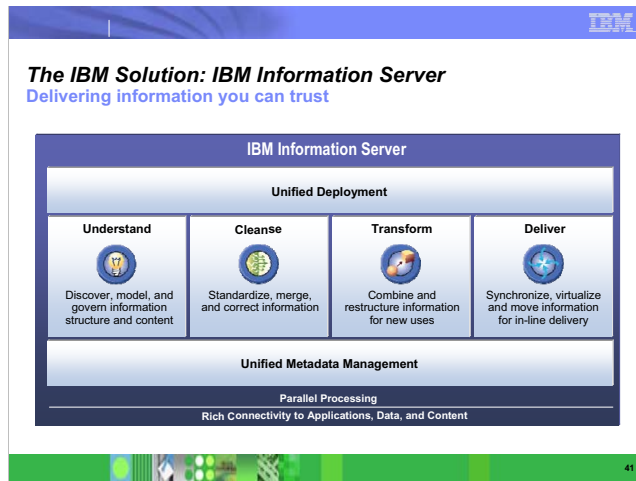 IBM
The IBM Solution: IBM Information Server
Delivering information you can trust
IBM Information Server
Unified Deployment
Understand
Discover, model, and
govern information
structure and content
Cleanse
Standardize, merge,
and correct information
Transform
Combine and
restructure information
for new uses
Deliver
Synchronize, virtualize
and move information
for in-line delivery
Unified Metadata Management
Parallel Processing
Rich Connectivity to Applications, Data, and Content
41